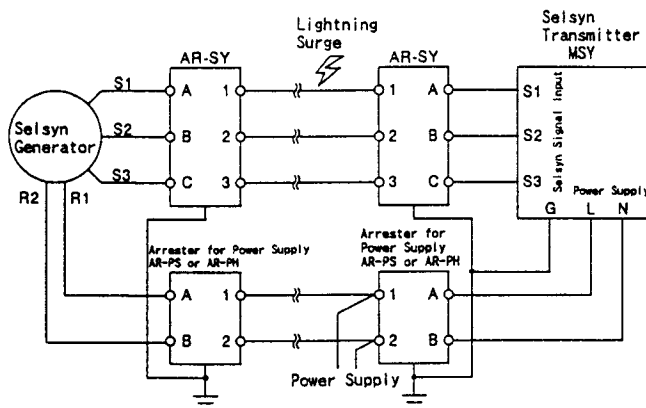 Lightning
Surge
Selsyn
Transmitter
MSY
AR-SY
AR-SY
S1
A
1
1
A
S1
Selsyn
Generator
S2
B
2
2
B
S2
Selsyn Signal Input
S3
C
3
3
C
S3
Power Supply
R2
R1
G
L
N
Arrester for Power Supply
AR-PS or AR-PH
Arrester for
Power Supply
AR-PS or AR-PH
A
1
1
A
B
2
2
B
Power Supply